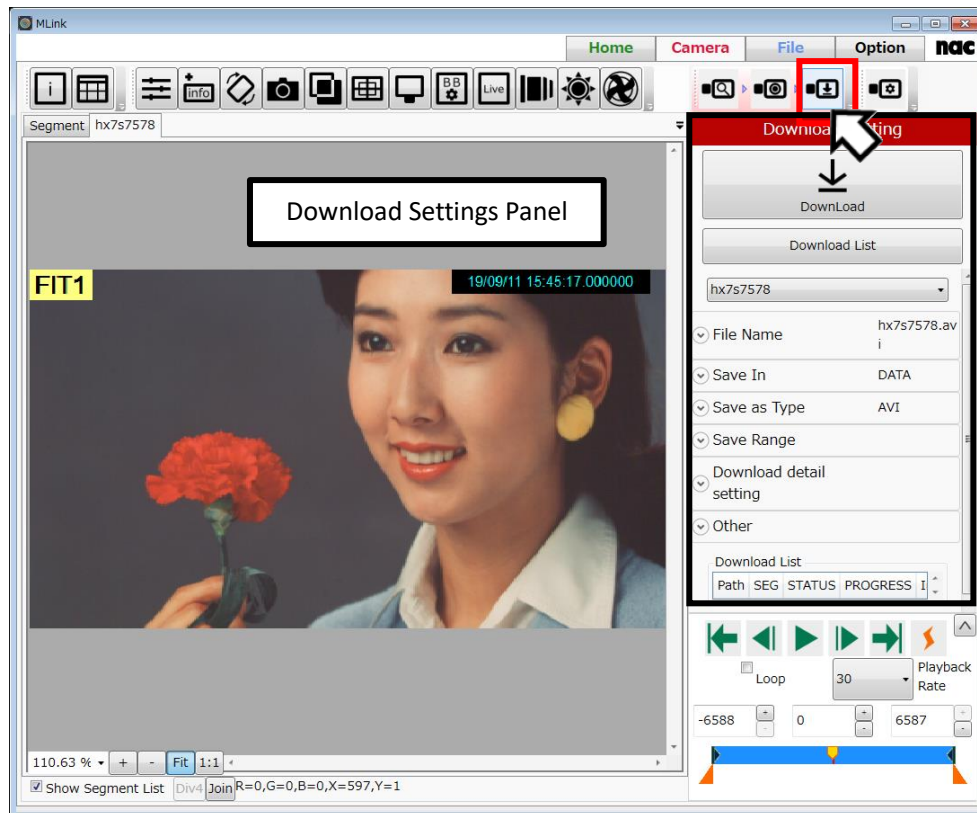 MLink
Home Camera File Option nac
info BB Live
Segment hx7s7578
Download Settings Panel
FIT1
19/09/11 15:45:17.000000
DownLoad
Download List
hx7s7578
File Name hx7s7578.av
i
Save In DATA
Save as Type AVI
Save Range
Download detail
setting
Other
Download List
Path SEG STATUS PROGRESS I
Loop 30 Playback
Rate
-6588 0 6587
110.63 % + - Fit 1:1
Show Segment List Div4 Join R=0,G=0,B=0,X=597,Y=1